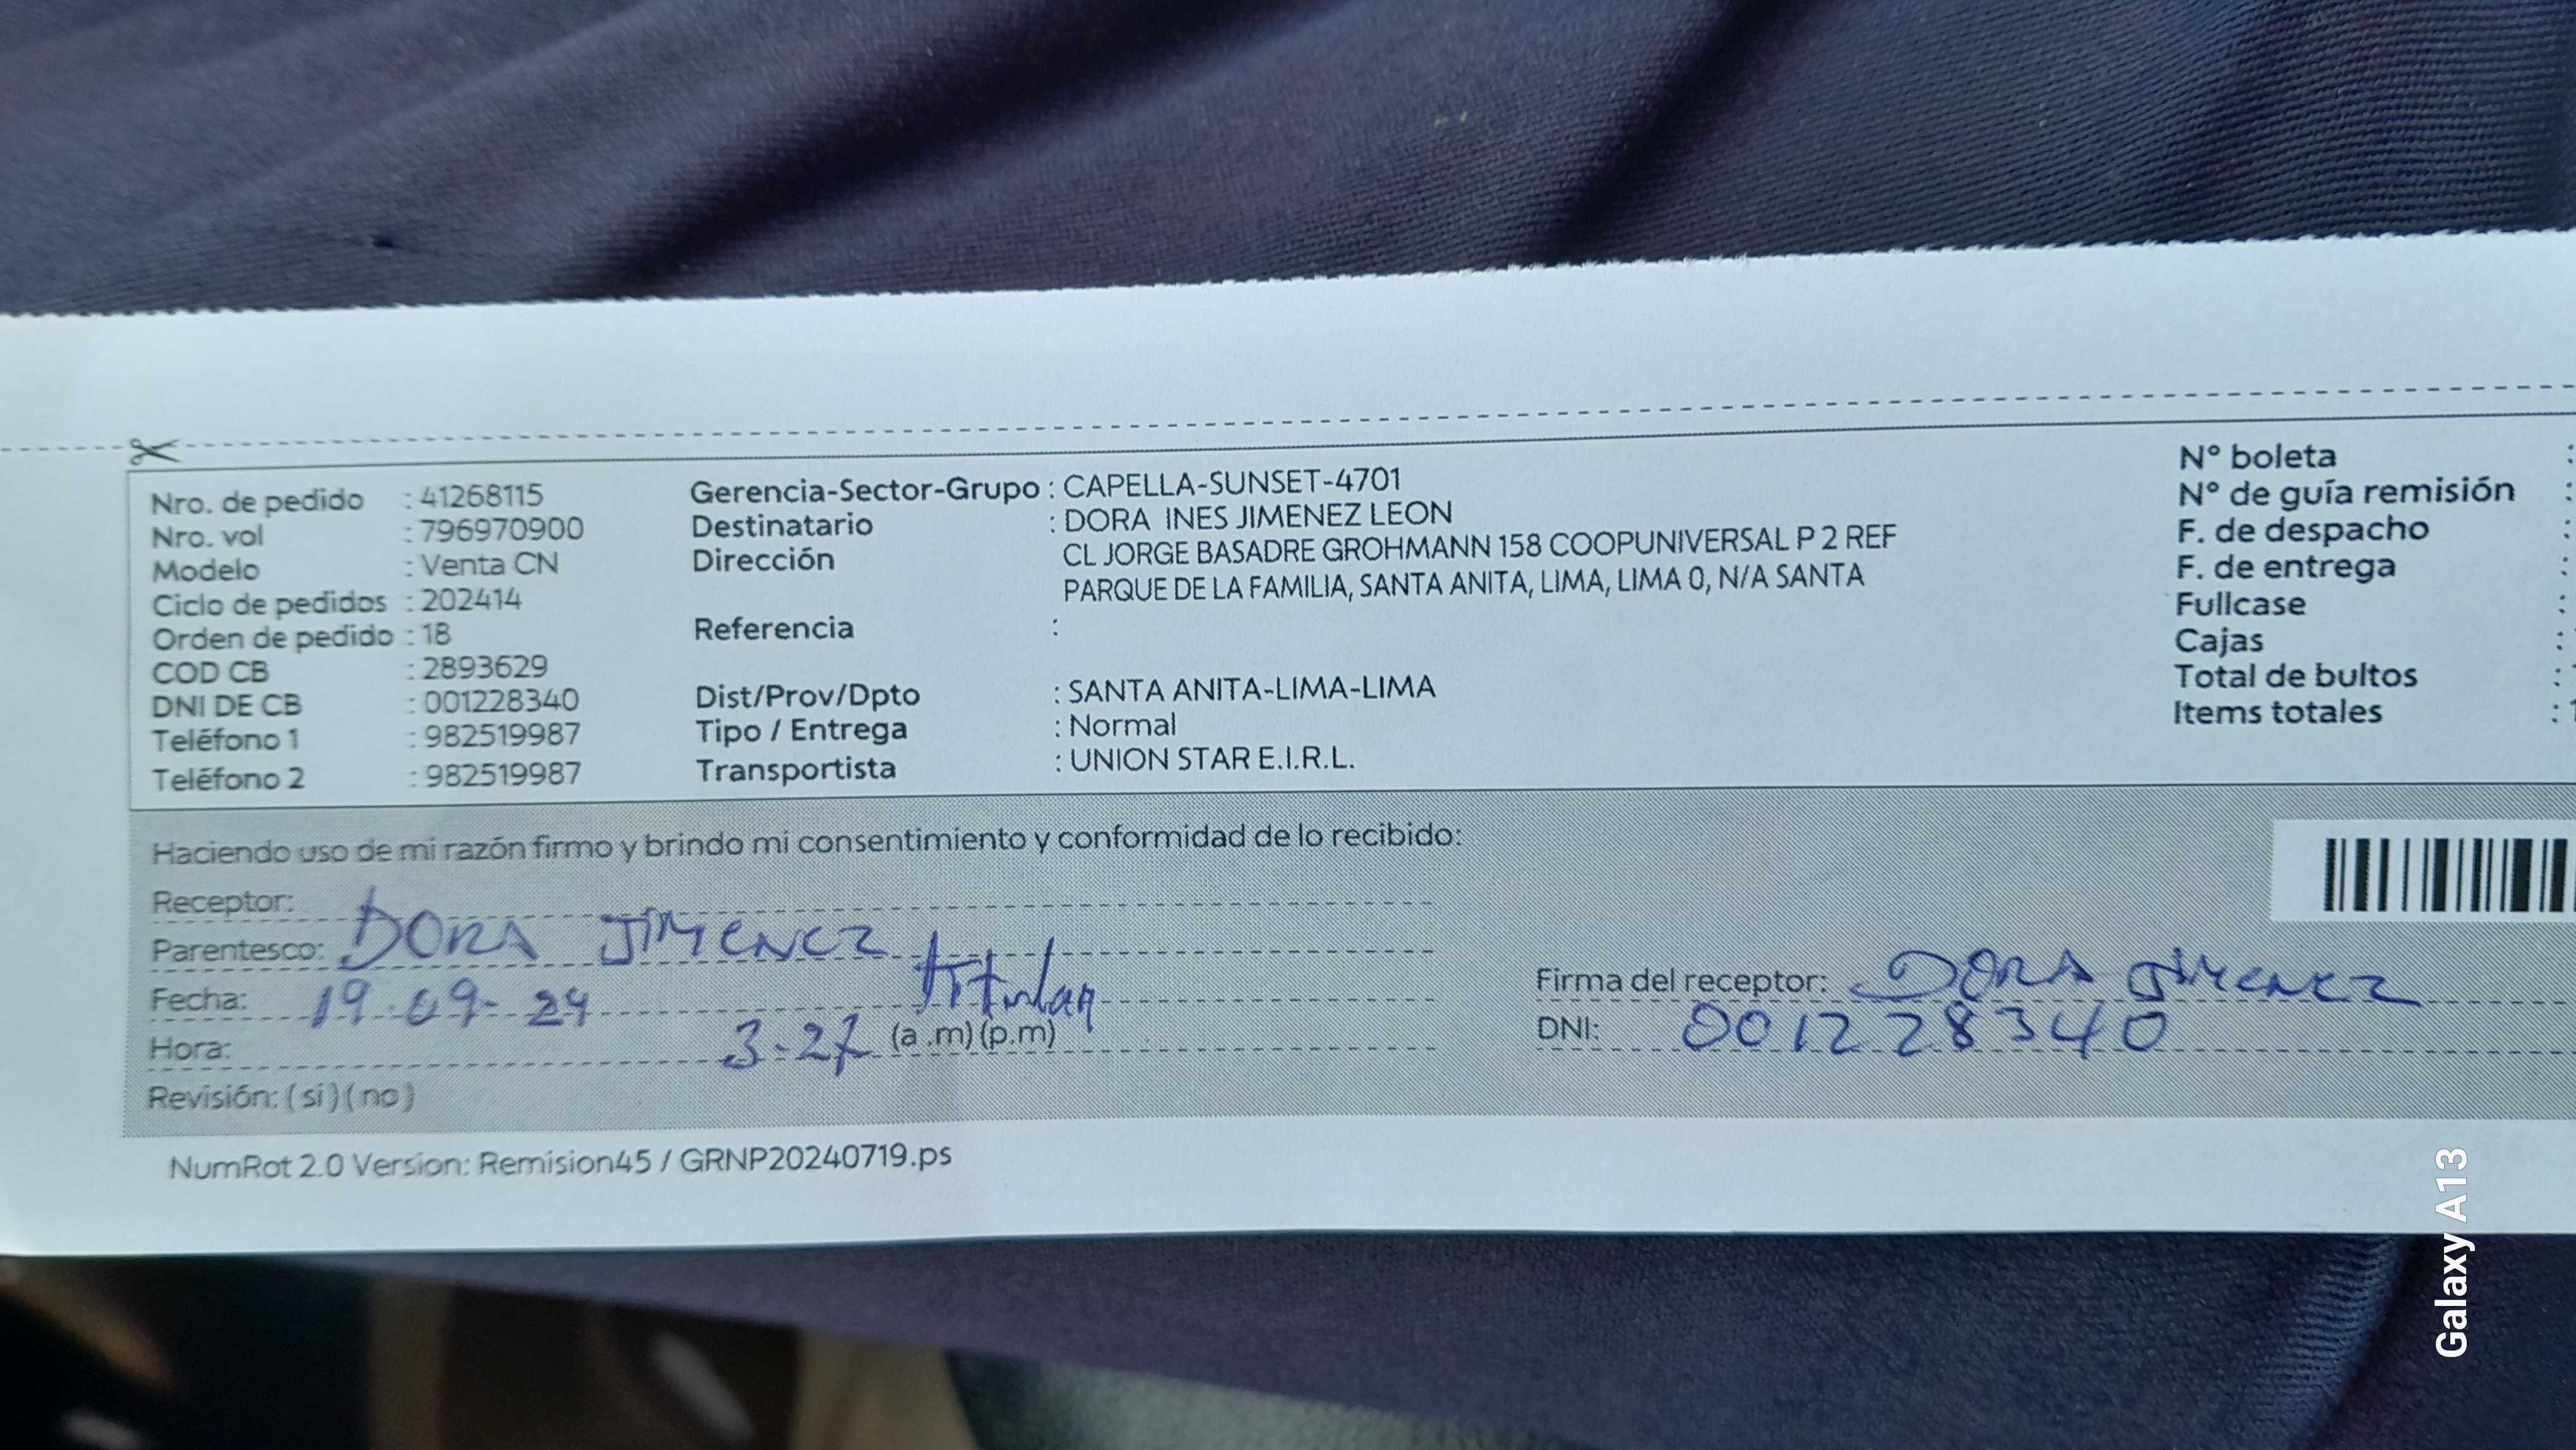 Nro. de pedido : 41268115
Nro. vol : 796970900
Modelo : Venta CN
Ciclo de pedidos : 202414
Orden de pedido : 18
COD CB : 2893629
DNI DE CB : 001228340
Teléfono 1 : 982519987
Teléfono 2 : 982519987
Gerencia-Sector-Grupo : CAPELLA-SUNSET-4701
Destinatario : DORA INES JIMENEZ LEON
Dirección CL JORGE BASADRE GROHMANN 158 COOPUNIVERSAL P 2 REF
PARQUE DE LA FAMILIA, SANTA ANITA, LIMA, LIMA 0, N/A SANTA
Referencia :
Dist/Prov/Dpto : SANTA ANITA-LIMA-LIMA
Tipo / Entrega : Normal
Transportista : UNION STAR E.I.R.L.
N° boleta :
N° de guía remisión :
F. de despacho :
F. de entrega :
Fullcase :
Cajas :
Total de bultos :
Items totales :
Haciendo uso de mi razón firmo y brindo mi consentimiento y conformidad de lo recibido:
Receptor:
Parentesco: DORA JIMENEZ titular
Fecha: 19-09-24
Hora: 3-27 (a.m)(p.m)
Revisión: (si)(no)
Firma del receptor: DORA JIMENEZ
DNI: 001228340
NumRot 2.0 Version: Remision45 / GRNP20240719.ps
Galaxy A13